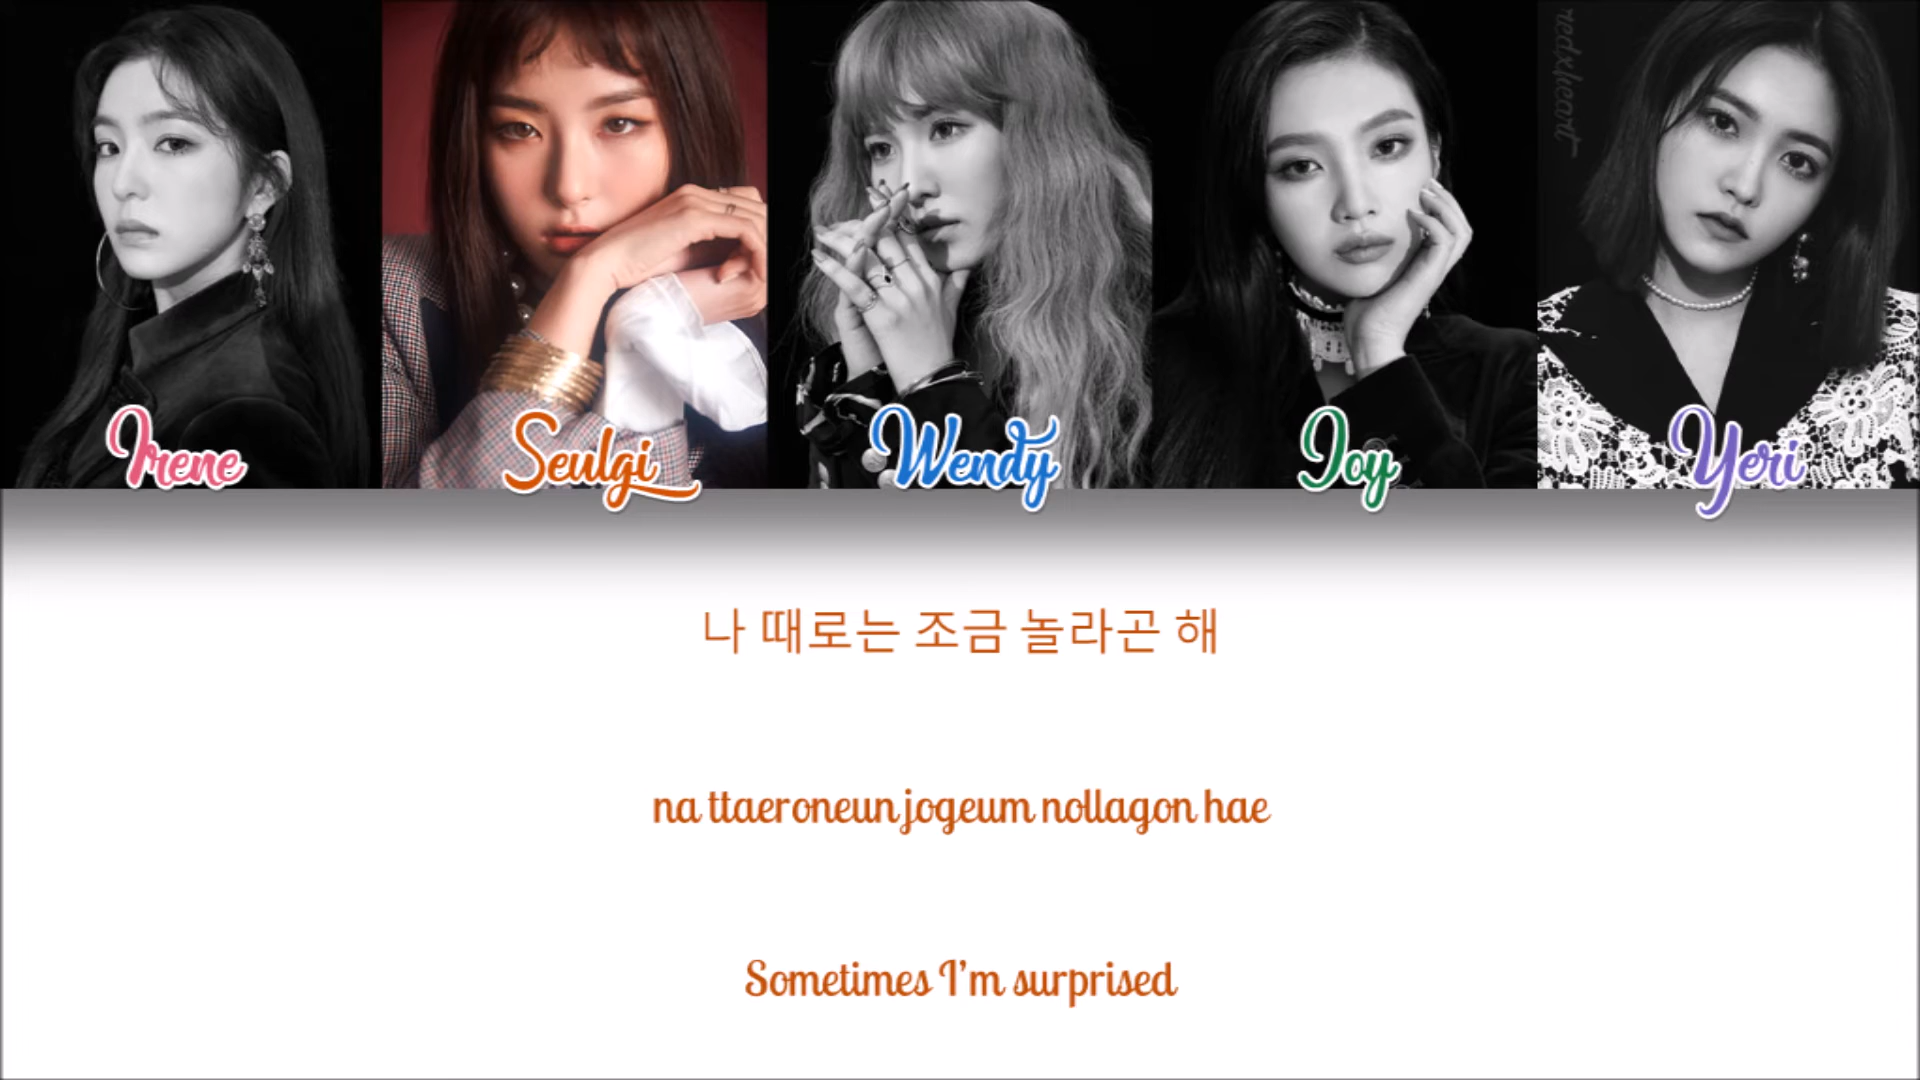 redxheart
Irene
Seulgi
Wendy
Joy
Yeri
나 때로는 조금 놀라곤 해
na ttaeroneun jogeum nollagon hae
Sometimes I'm surprised